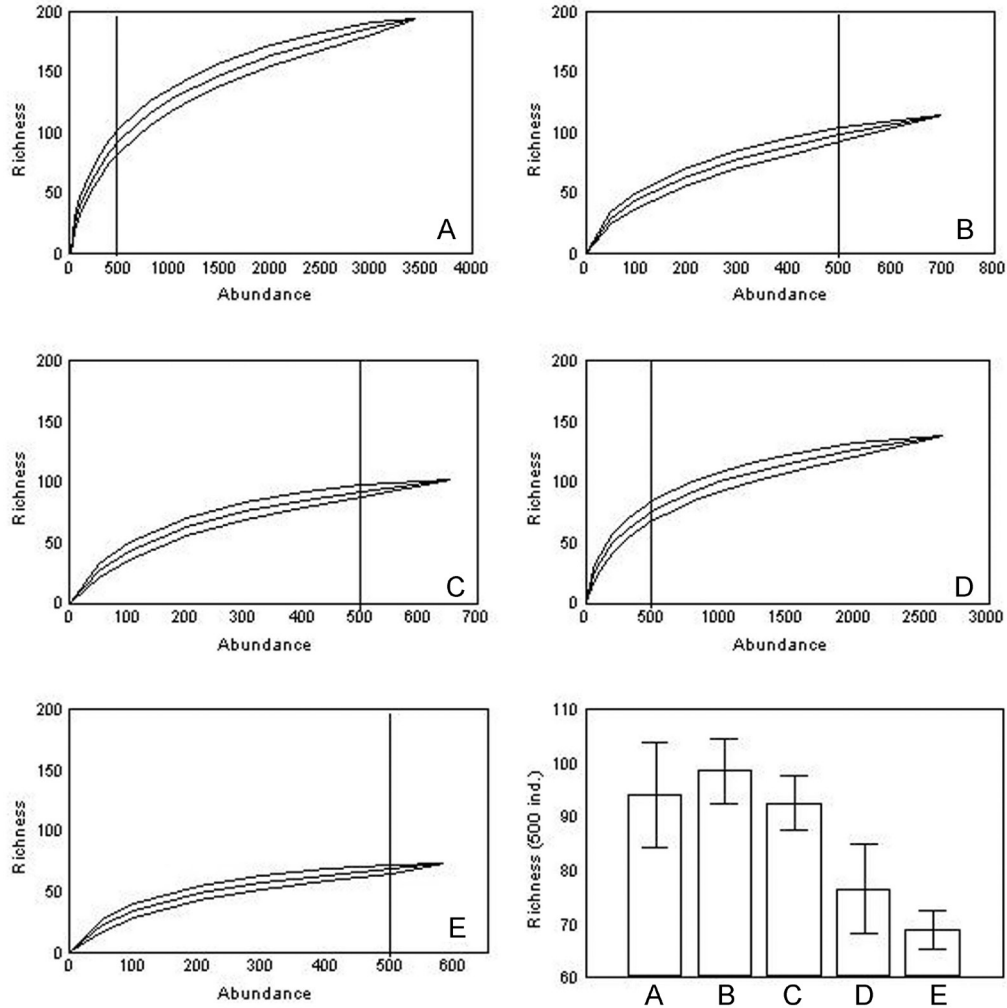 200
150
100
50
0
Richness
A
0 500 1000 1500 2000 2500 3000 3500 4000
Abundance
200
150
100
50
0
Richness
B
0 100 200 300 400 500 600 700 800
Abundance
200
150
100
50
0
Richness
C
0 100 200 300 400 500 600 700
Abundance
200
150
100
50
0
Richness
D
0 500 1000 1500 2000 2500 3000
Abundance
200
150
100
50
0
Richness
E
0 100 200 300 400 500 600
Abundance
110
100
90
80
70
60
Richness (500 ind.)
A B C D E